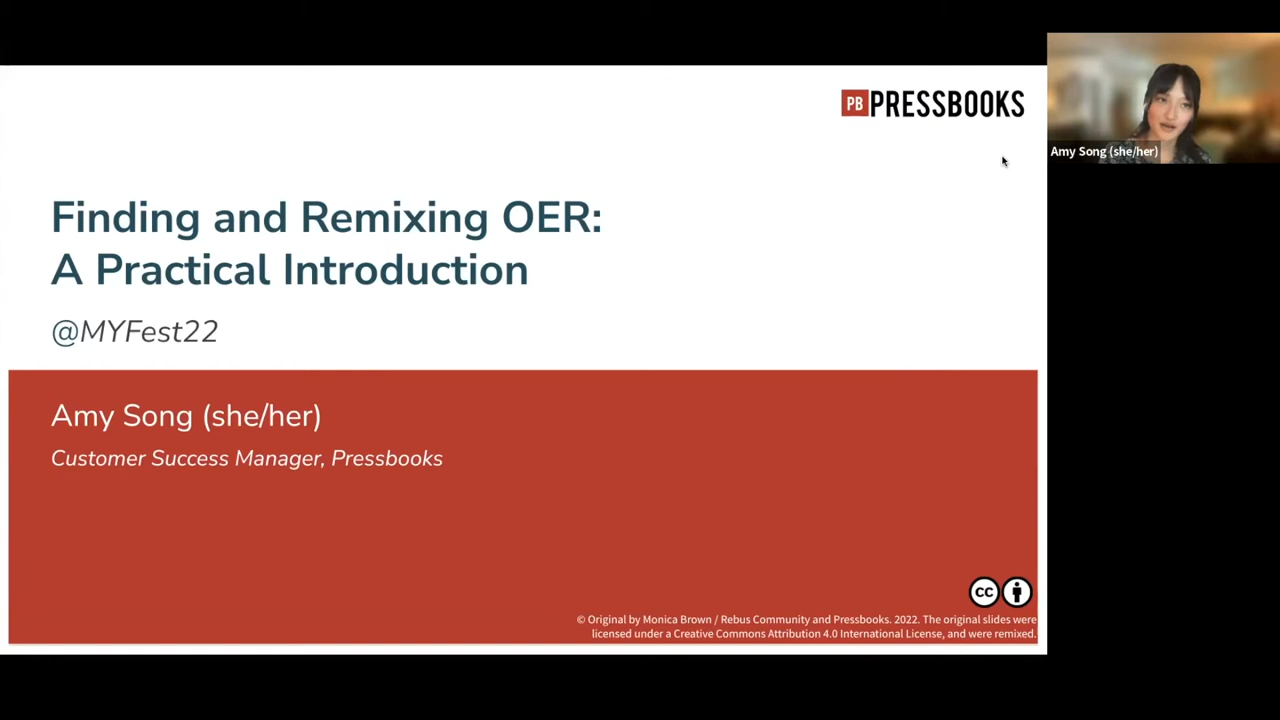 PB PRESSBOOKS
Amy Song (she/her)
Finding and Remixing OER:
A Practical Introduction
@MYFest22
Amy Song (she/her)
Customer Success Manager, Pressbooks
cc
© Original by Monica Brown / Rebus Community and Pressbooks. 2022. The original slides were
licensed under a Creative Commons Attribution 4.0 International License, and were remixed.